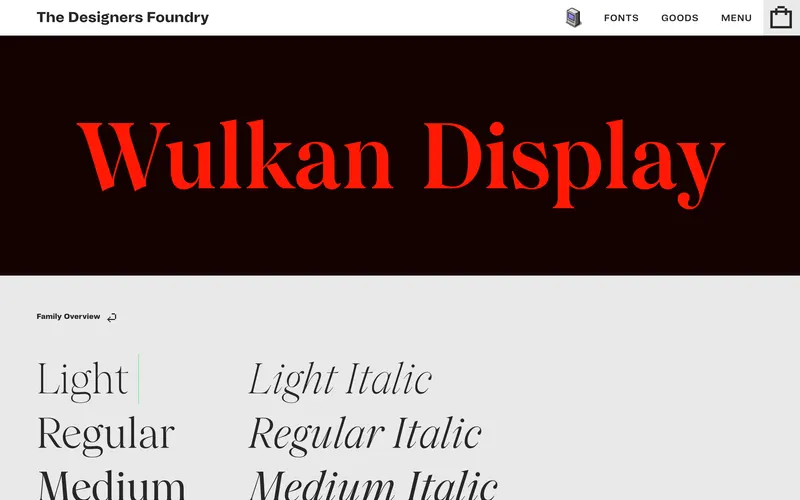 The Designers Foundry
FONTS GOODS MENU
Wulkan Display
Family Overview
Light Light Italic
Regular Regular Italic
Medium Medium Italic